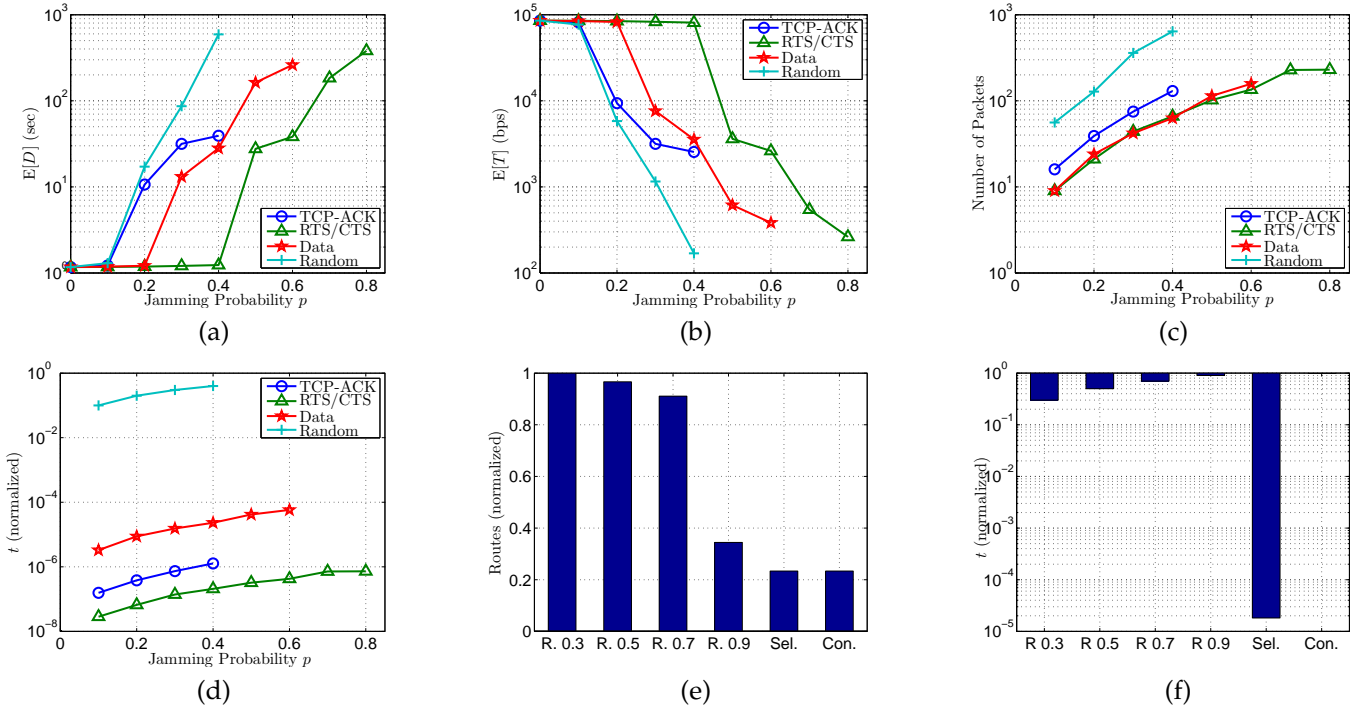 10^3
10^2
10^1
10^0
0
0.2
0.4
0.6
0.8
E[D] (sec)
Jamming Probability p
TCP-ACK
RTS/CTS
Data
Random
(a)
10^5
10^4
10^3
10^2
0
0.2
0.4
0.6
0.8
E[T] (bps)
Jamming Probability p
TCP-ACK
RTS/CTS
Data
Random
(b)
10^3
10^2
10^1
10^0
0
0.2
0.4
0.6
0.8
Number of Packets
Jamming Probability p
TCP-ACK
RTS/CTS
Data
Random
(c)
10^0
10^-2
10^-4
10^-6
10^-8
0
0.2
0.4
0.6
0.8
t (normalized)
Jamming Probability p
TCP-ACK
RTS/CTS
Data
Random
(d)
1
0.8
0.6
0.4
0.2
0
Routes (normalized)
R. 0.3 R. 0.5 R. 0.7 R. 0.9 Sel. Con.
(e)
10^0
10^-1
10^-2
10^-3
10^-4
10^-5
t (normalized)
R 0.3 R 0.5 R 0.7 R 0.9 Sel. Con.
(f)